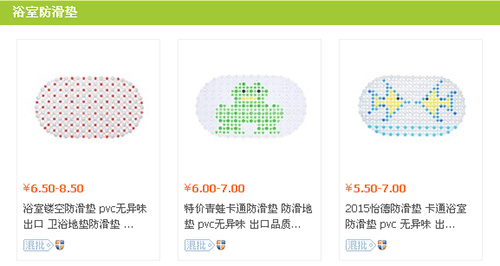 浴室防滑垫
¥6.50-8.50
浴室镂空防滑垫 pvc无异味
出口 卫浴地垫防滑垫 ...
混批
¥6.00-7.00
特价青蛙卡通防滑垫 防滑地
垫 pvc无异味 出口品质...
混批
¥5.50-7.00
2015怡德防滑垫 卡通浴室
防滑垫 pvc 无异味 出...
混批